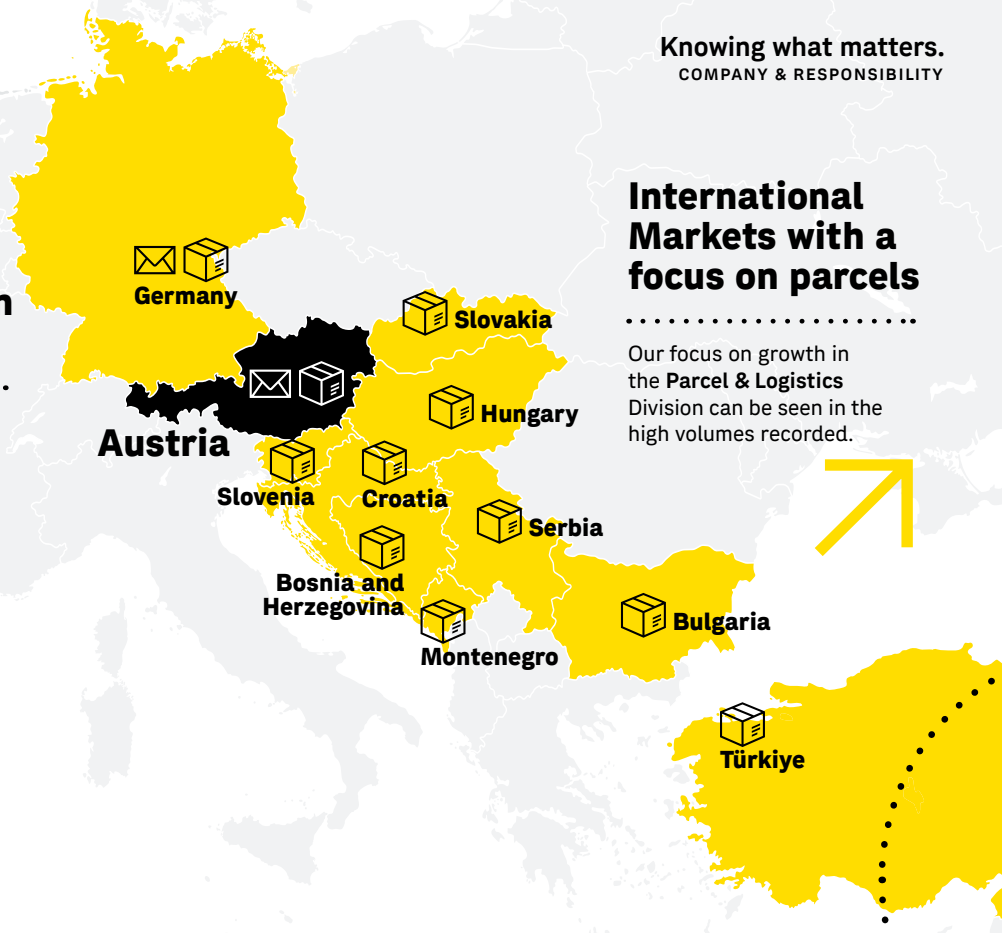 Knowing what matters.
COMPANY & RESPONSIBILITY
International
Markets with a
focus on parcels
Our focus on growth in
the Parcel & Logistics
Division can be seen in the
high volumes recorded.
n
.
Germany
Slovakia
Austria
Hungary
Slovenia
Croatia
Serbia
Bosnia and
Herzegovina
Montenegro
Bulgaria
Türkiye